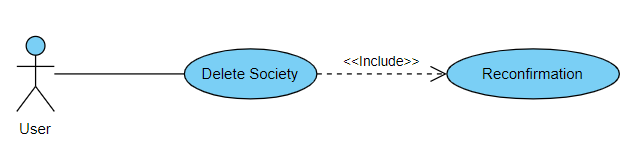 <<Include>>
Delete Society
Reconfirmation
User